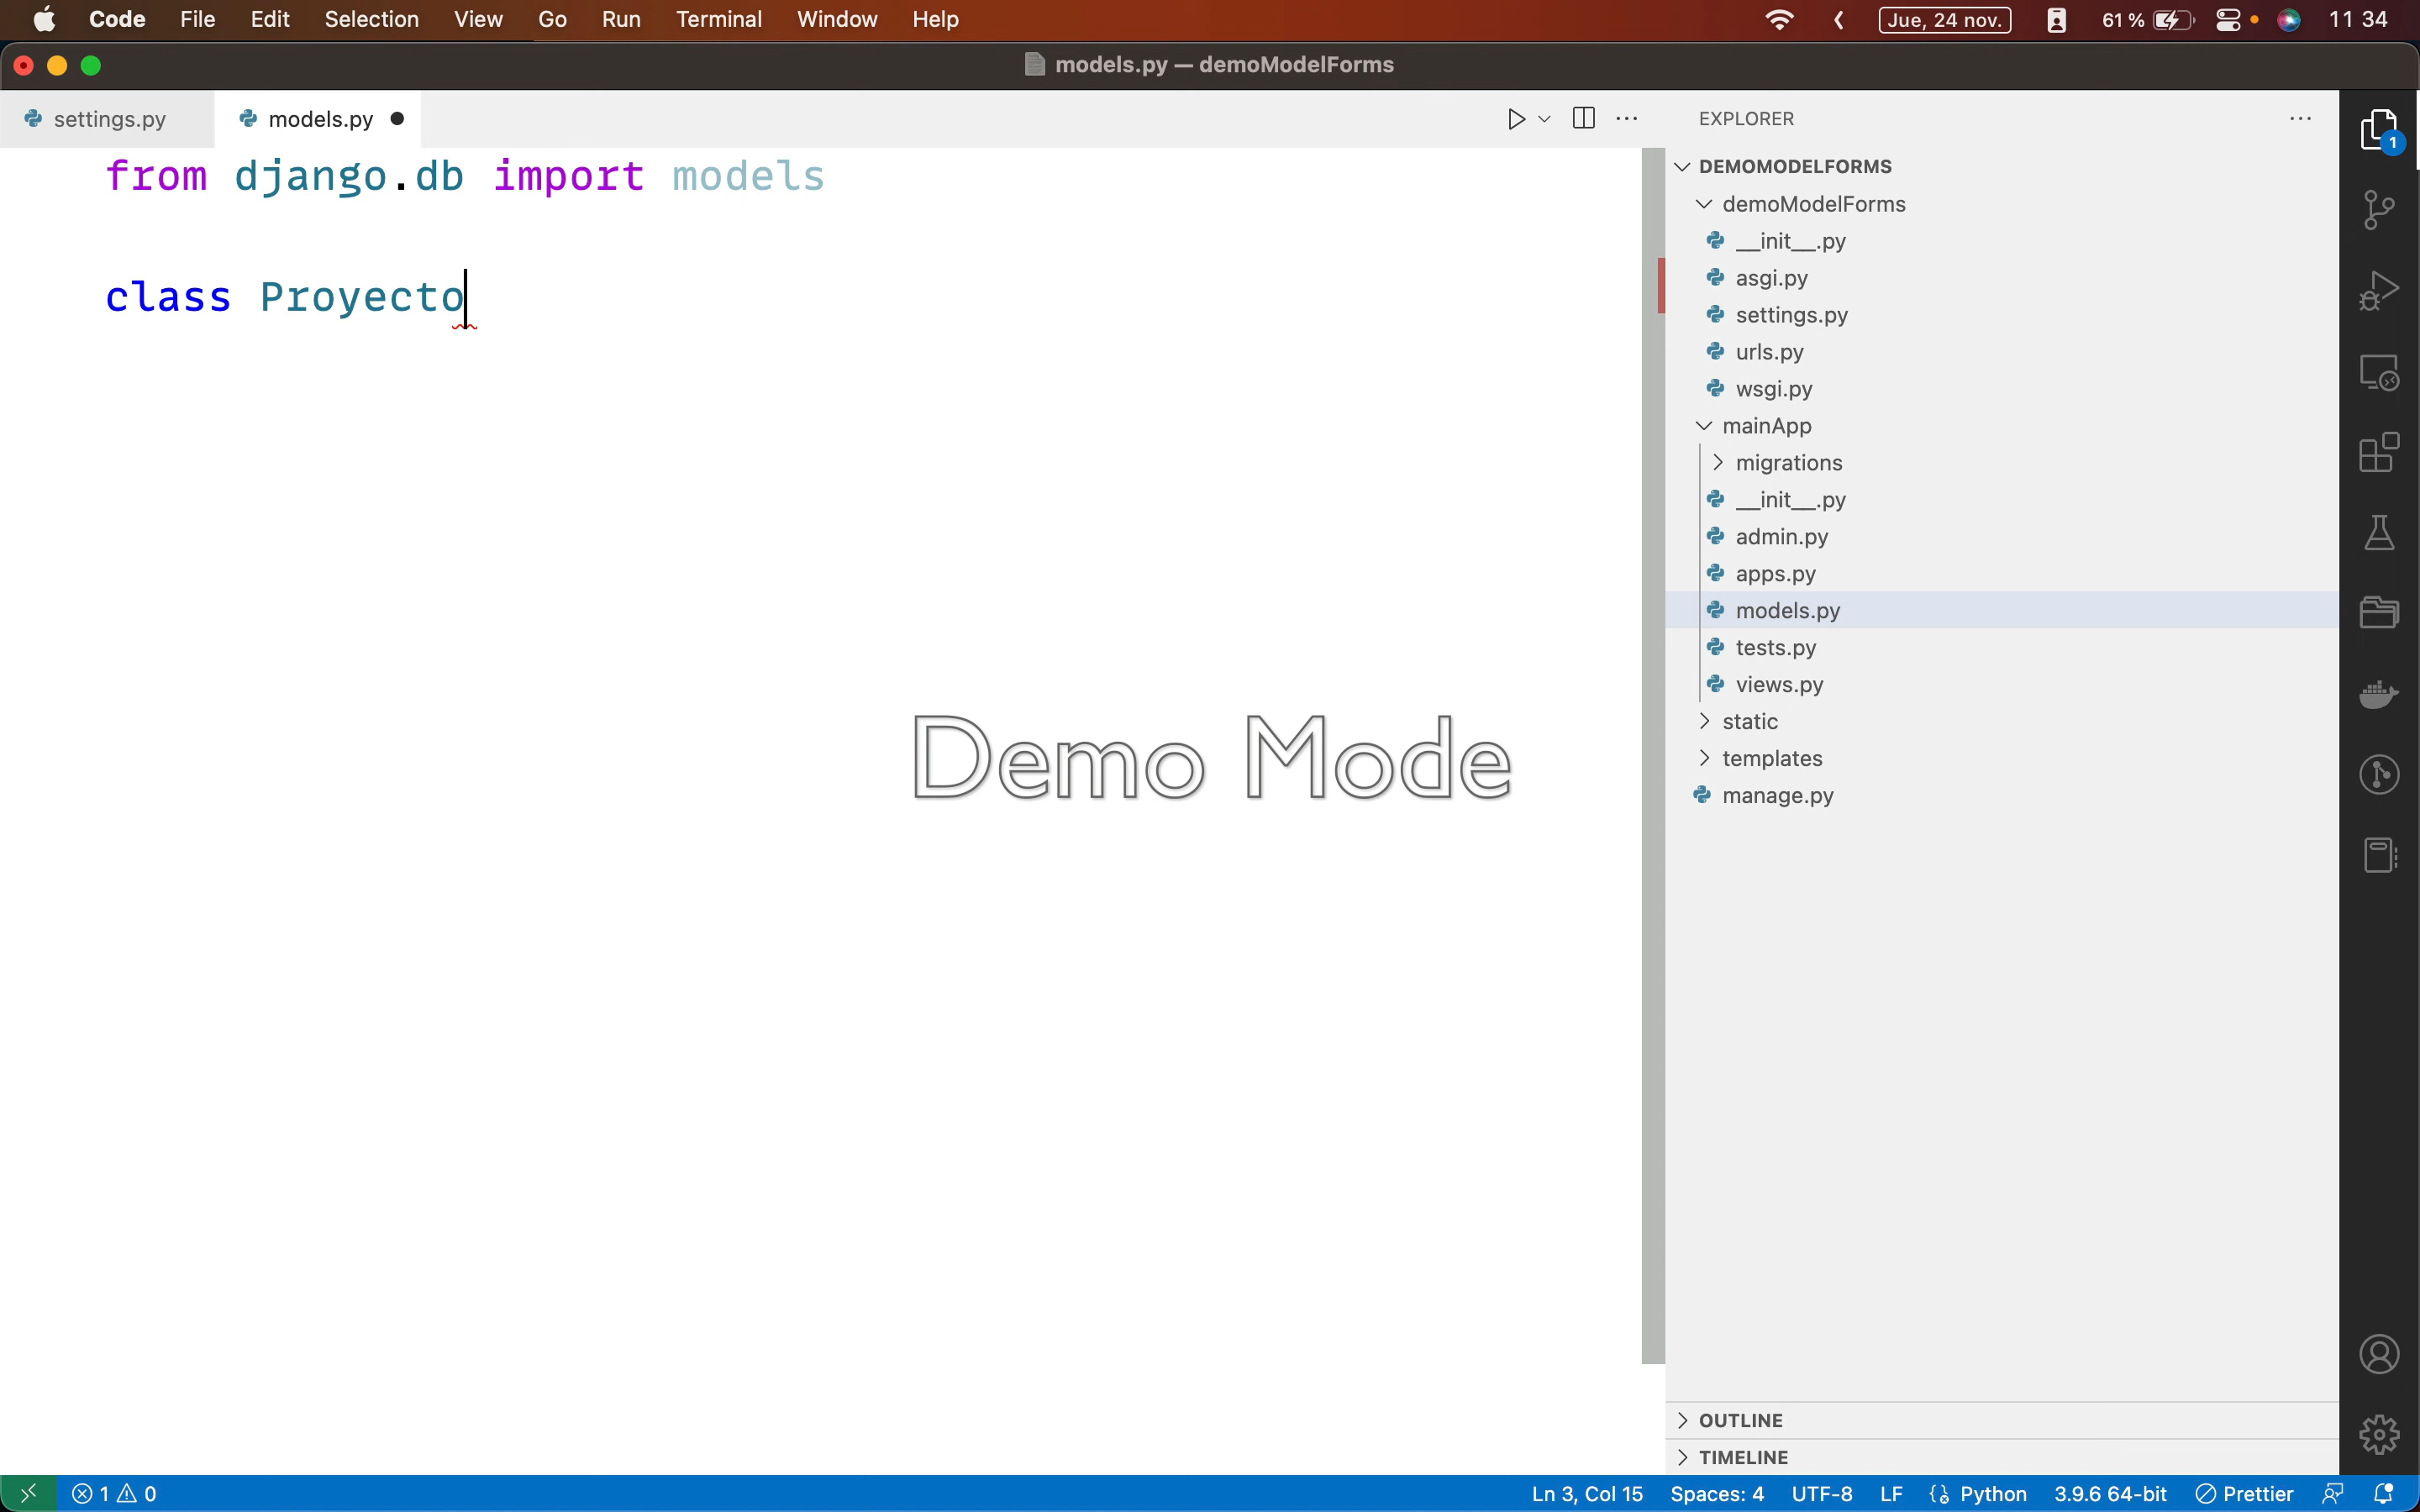 Code File Edit Selection View Go Run Terminal Window Help Jue, 24 nov. 61 % 11 34
models.py — demoModelForms
settings.py models.py EXPLORER
DEMOMODELFORMS
from django.db import models
class Proyecto
demoModelForms
__init__.py
asgi.py
settings.py
urls.py
wsgi.py
mainApp
migrations
__init__.py
admin.py
apps.py
models.py
tests.py
views.py
static
templates
manage.py
Demo Mode
OUTLINE
TIMELINE
1 0 Ln 3, Col 15 Spaces: 4 UTF-8 LF Python 3.9.6 64-bit Prettier
1